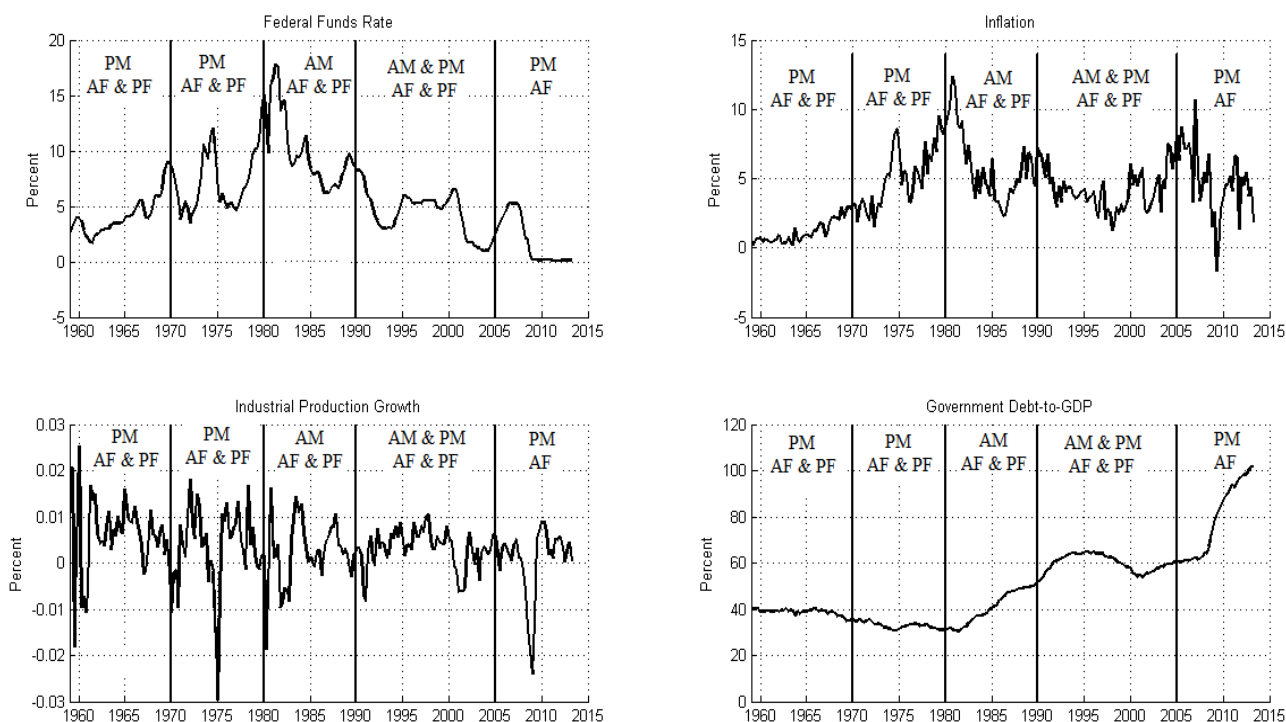 Federal Funds Rate
20
15
10
5
0
-5
Percent
PM
AF & PF
PM
AF & PF
AM
AF & PF
AM & PM
AF & PF
PM
AF
1960 1965 1970 1975 1980 1985 1990 1995 2000 2005 2010 2015
Inflation
15
10
5
0
-5
Percent
PM
AF & PF
PM
AF & PF
AM
AF & PF
AM & PM
AF & PF
PM
AF
1960 1965 1970 1975 1980 1985 1990 1995 2000 2005 2010 2015
Industrial Production Growth
0.03
0.02
0.01
0
-0.01
-0.02
-0.03
Percent
PM
AF & PF
PM
AF & PF
AM
AF & PF
AM & PM
AF & PF
PM
AF
1960 1965 1970 1975 1980 1985 1990 1995 2000 2005 2010 2015
Government Debt-to-GDP
120
100
80
60
40
20
0
Percent
PM
AF & PF
PM
AF & PF
AM
AF & PF
AM & PM
AF & PF
PM
AF
1960 1965 1970 1975 1980 1985 1990 1995 2000 2005 2010 2015